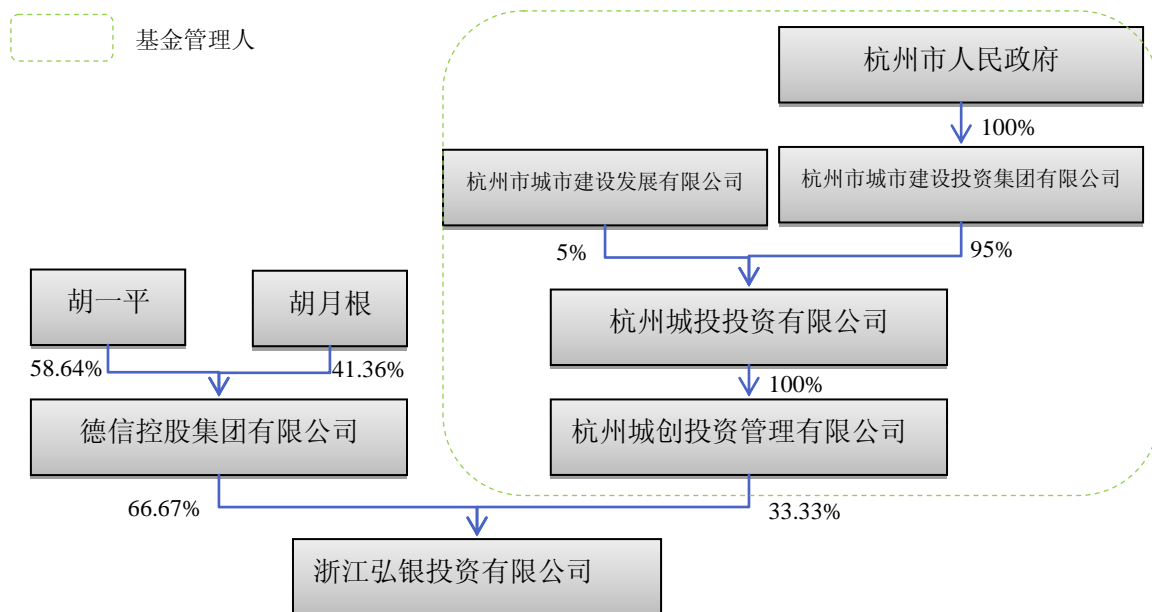 基金管理人
杭州市人民政府
100%
杭州市城市建设发展有限公司
杭州市城市建设投资集团有限公司
5%
95%
胡一平
胡月根
杭州城投投资有限公司
58.64%
41.36%
100%
德信控股集团有限公司
杭州城创投资管理有限公司
66.67%
33.33%
浙江弘银投资有限公司